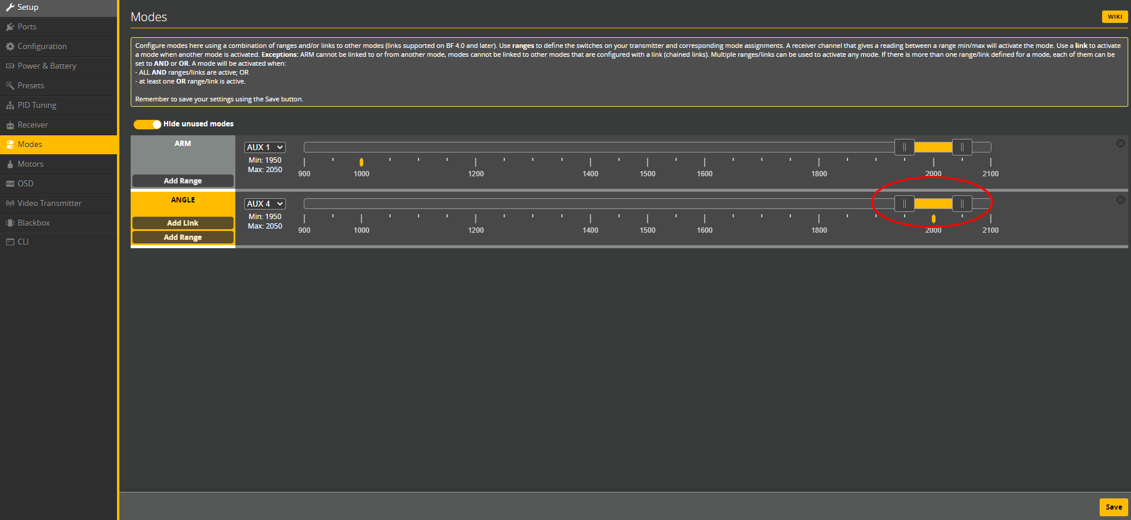 Setup
Ports
Configuration
Power & Battery
Presets
PID Tuning
Receiver
Modes
Motors
OSD
Video Transmitter
Blackbox
CLI
Modes
WIKI
Configure modes here using a combination of ranges and/or links to other modes (links supported on BF 4.0 and later). Use ranges to define the switches on your transmitter and corresponding mode assignments. A receiver channel that gives a reading between a range min/max will activate the mode. Use a link to activate
a mode when another mode is activated. Exceptions: ARM cannot be linked to or from another mode, modes cannot be linked to other modes that are configured with a link (chained links). Multiple ranges/links can be used to activate any mode. If there is more than one range/link defined for a mode, each of them can be
set to AND or OR. A mode will be activated when:
- ALL AND ranges/links are active; OR
- at least one OR range/link is active.
Remember to save your settings using the Save button.
Hide unused modes
ARM
Add Range
AUX 1
Min: 1950
Max: 2050
900 1000 1200 1400 1500 1600 1800 2000 2100
ANGLE
Add Link
Add Range
AUX 4
Min: 1950
Max: 2050
900 1000 1200 1400 1500 1600 1800 2000 2100
Save